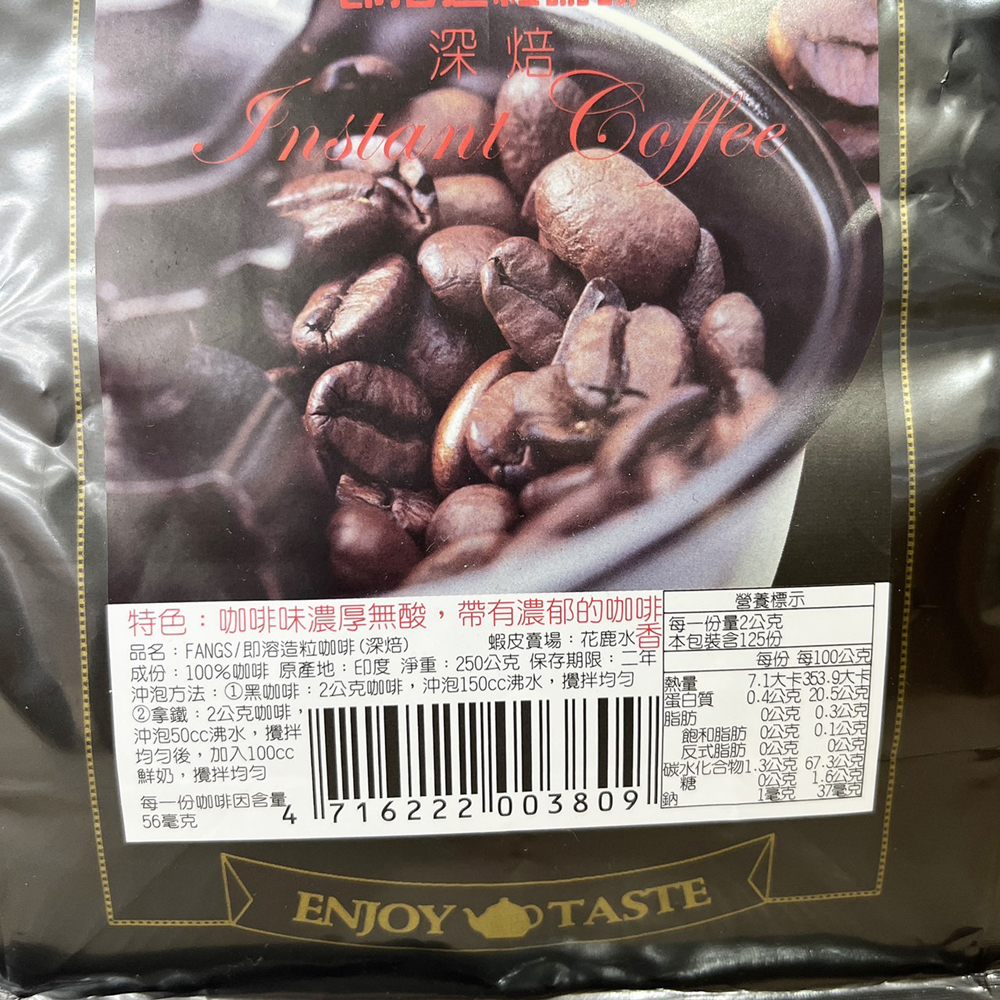 深焙
Instant Coffee
特色：咖啡味濃厚無酸，帶有濃郁的咖啡香
品名：FANGS/即溶造粒咖啡(深焙) 蝦皮賣場：花鹿水
成份：100%咖啡 原產地：印度 淨重：250公克 保存期限：二年
沖泡方法：①黑咖啡：2公克咖啡，沖泡150cc沸水，攪拌均勻
②拿鐵：2公克咖啡，
沖泡50cc沸水，攪拌
均勻後，加入100cc
鮮奶，攪拌均勻
每一份咖啡因含量
56毫克
4 716222 003809
營養標示
每一份量2公克
本包裝含125份
每份 每100公克
熱量 7.1大卡 353.9大卡
蛋白質 0.4公克 20.5公克
脂肪 0公克 0.3公克
飽和脂肪 0公克 0.1公克
反式脂肪 0公克 0公克
碳水化合物 1.3公克 67.3公克
糖 0公克 1.6公克
鈉 1毫克 37毫克
ENJOY TASTE